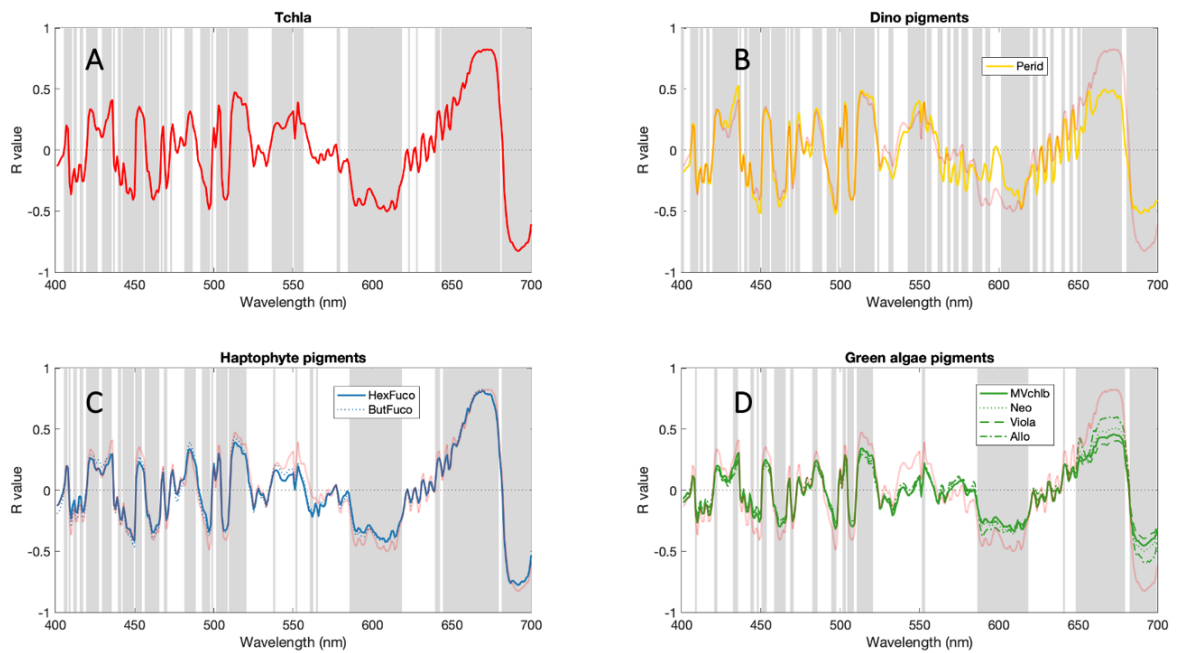 Tchla
A
R value
1
0.5
0
-0.5
-1
400 450 500 550 600 650 700
Wavelength (nm)
Dino pigments
B
Perid
R value
1
0.5
0
-0.5
-1
400 450 500 550 600 650 700
Wavelength (nm)
Haptophyte pigments
C
HexFuco
ButFuco
R value
1
0.5
0
-0.5
-1
400 450 500 550 600 650 700
Wavelength (nm)
Green algae pigments
D
MVchlb
Neo
Viola
Allo
R value
1
0.5
0
-0.5
-1
400 450 500 550 600 650 700
Wavelength (nm)